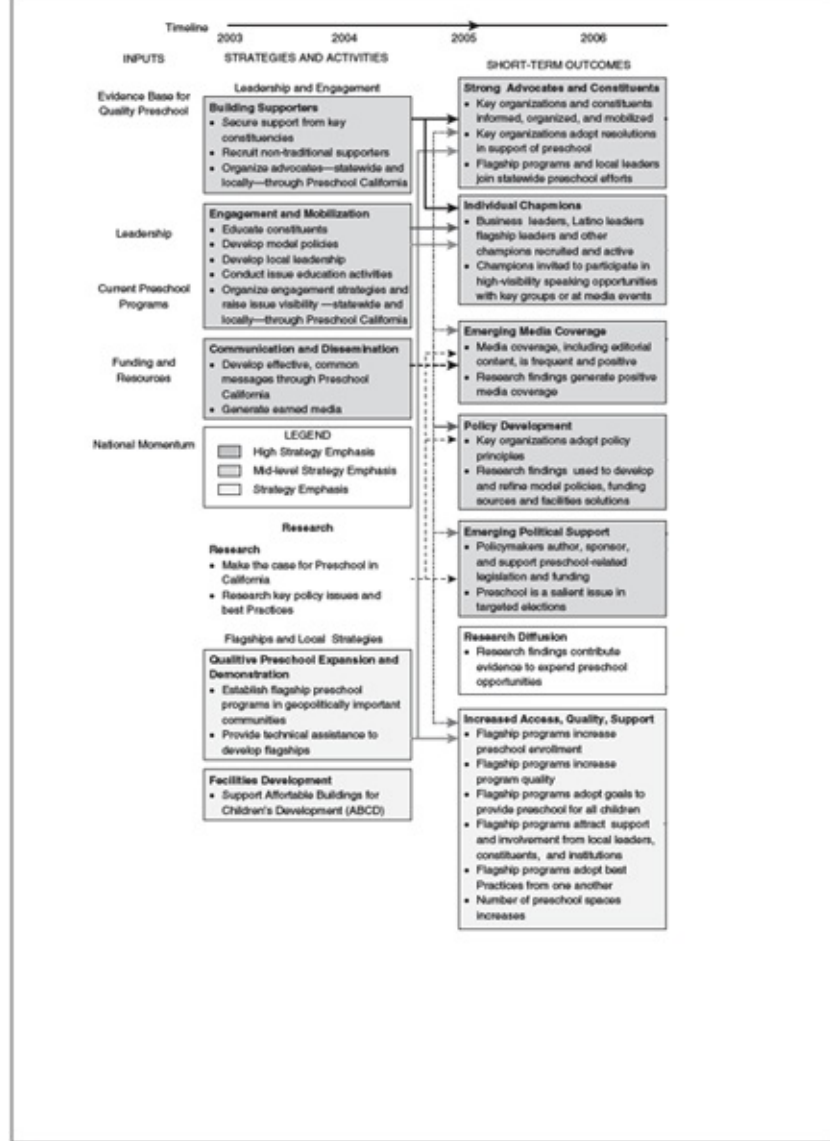 Timeline
2003 2004 2005 2006
INPUTS
STRATEGIES AND ACTIVITIES
SHORT-TERM OUTCOMES
Evidence Base for
Quality Preschool
Leadership
Current Preschool
Programs
Funding and
Resources
National Momentum
Leadership and Engagement
Building Supporters
• Secure support from key
constituencies
• Recruit non-traditional supporters
• Organize advocates—statewide and
locally—through Preschool California
Engagement and Mobilization
• Educate constituents
• Develop model policies
• Develop local leadership
• Conduct issue education activities
• Organize engagement strategies and
raise issue visibility —statewide and
locally—through Preschool California
Communication and Dissemination
• Develop effective, common
messages through Preschool
California
• Generate earned media
LEGEND
High Strategy Emphasis
Mid-level Strategy Emphasis
Strategy Emphasis
Research
Research
• Make the case for Preschool in
California
• Research key policy issues and
best Practices
Flagships and Local Strategies
Qualitive Preschool Expansion and
Demonstration
• Establish flagship preschool
programs in geopolitically important
communities
• Provide technical assistance to
develop flagships
Facilities Development
• Support Affortable Buildings for
Children's Development (ABCD)
Strong Advocates and Constituents
• Key organizations and constituents
informed, organized, and mobilized
• Key organizations adopt resolutions
in support of preschool
• Flagship programs and local leaders
join statewide preschool efforts
Individual Chapmions
• Business leaders, Latino leaders
flagship leaders and other
champions recruited and active
• Champions invited to participate in
high-visibility speaking opportunities
with key groups or at media events
Emerging Media Coverage
• Media coverage, including editorial
content, is frequent and positive
• Research findings generate positive
media coverage
Policy Development
• Key organizations adopt policy
principles
• Research findings used to develop
and refine model policies, funding
sources and facilities solutions
Emerging Political Support
• Policymakers author, sponsor,
and support preschool-related
legislation and funding
• Preschool is a salient issue in
targeted elections
Research Diffusion
• Research findings contribute
evidence to expend preschool
opportunities
Increased Access, Quality, Support
• Flagship programs increase
preschool enrollment
• Flagship programs increase
program quality
• Flagship programs adopt goals to
provide preschool for all children
• Flagship programs attract support
and involvement from local leaders,
constituents, and institutions
• Flagship programs adopt best
Practices from one another
• Number of preschool spaces
increases